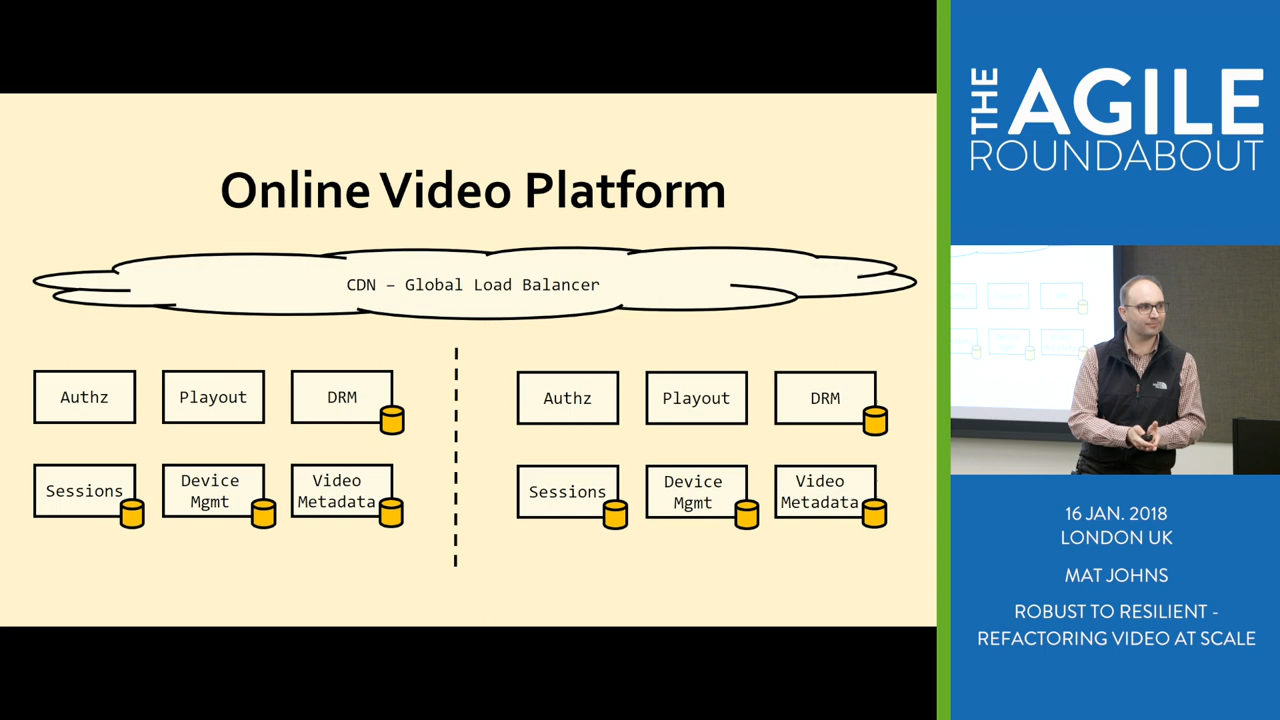 Online Video Platform
CDN – Global Load Balancer
Authz
Playout
DRM
Authz
Playout
DRM
Sessions
Device
Mgmt
Video
Metadata
Sessions
Device
Mgmt
Video
Metadata
THE AGILE
ROUNDABOUT
16 JAN. 2018
LONDON UK
MAT JOHNS
ROBUST TO RESILIENT -
REFACTORING VIDEO AT SCALE